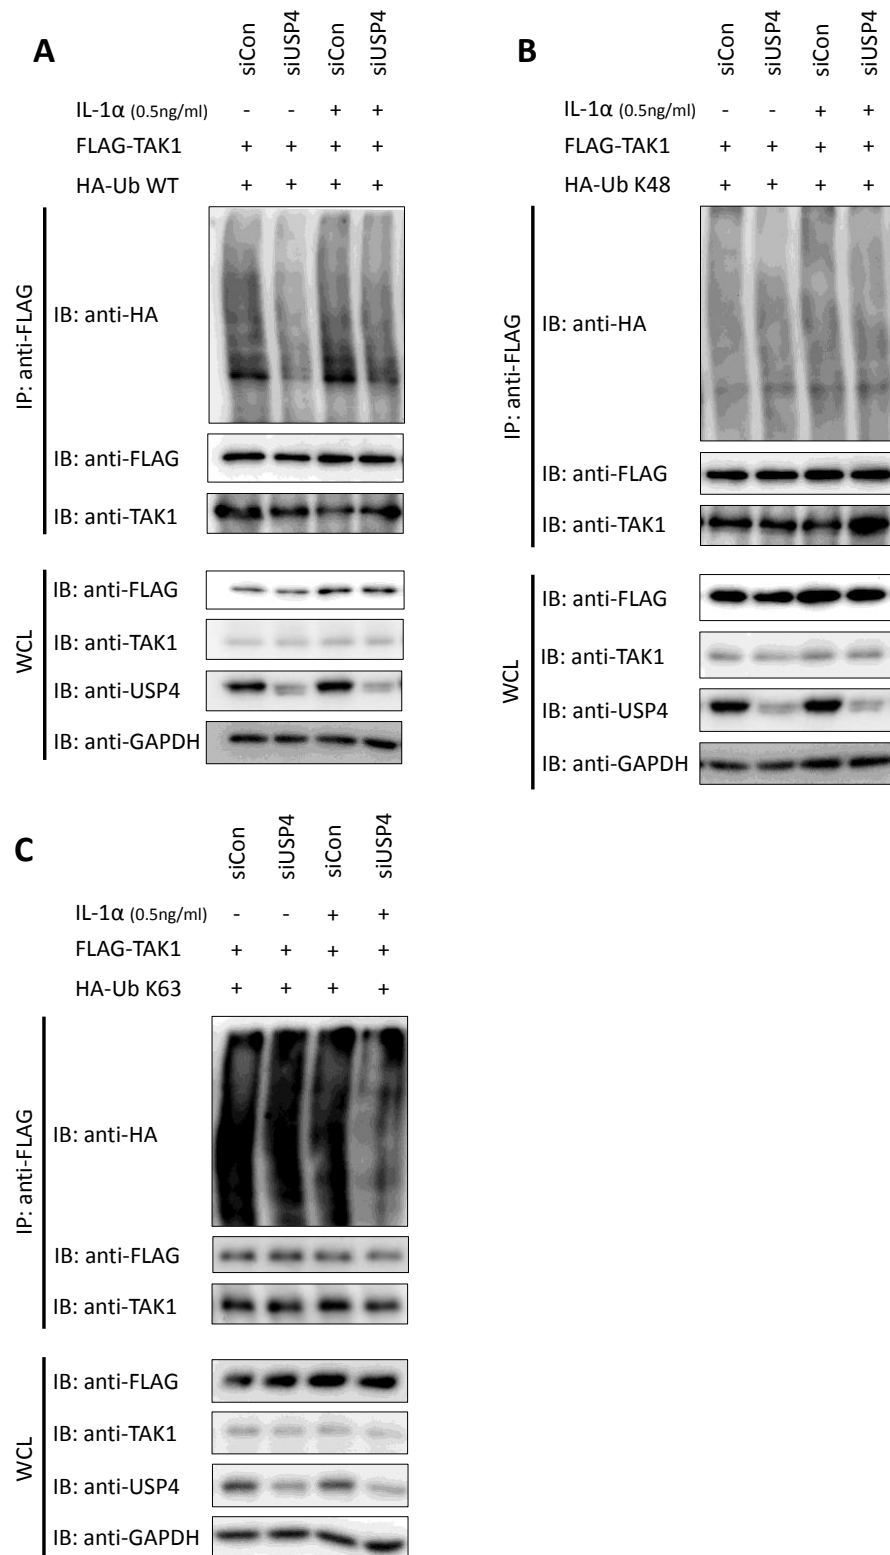 A
siCon siUSP4 siCon siUSP4
IL-1α (0.5ng/ml) - - + +
FLAG-TAK1 + + + +
HA-Ub WT + + + +
IP: anti-FLAG
IB: anti-HA
IB: anti-FLAG
IB: anti-TAK1
WCL
IB: anti-FLAG
IB: anti-TAK1
IB: anti-USP4
IB: anti-GAPDH
B
siCon siUSP4 siCon siUSP4
IL-1α (0.5ng/ml) - - + +
FLAG-TAK1 + + + +
HA-Ub K48 + + + +
IP: anti-FLAG
IB: anti-HA
IB: anti-FLAG
IB: anti-TAK1
WCL
IB: anti-FLAG
IB: anti-TAK1
IB: anti-USP4
IB: anti-GAPDH
C
siCon siUSP4 siCon siUSP4
IL-1α (0.5ng/ml) - - + +
FLAG-TAK1 + + + +
HA-Ub K63 + + + +
IP: anti-FLAG
IB: anti-HA
IB: anti-FLAG
IB: anti-TAK1
WCL
IB: anti-FLAG
IB: anti-TAK1
IB: anti-USP4
IB: anti-GAPDH